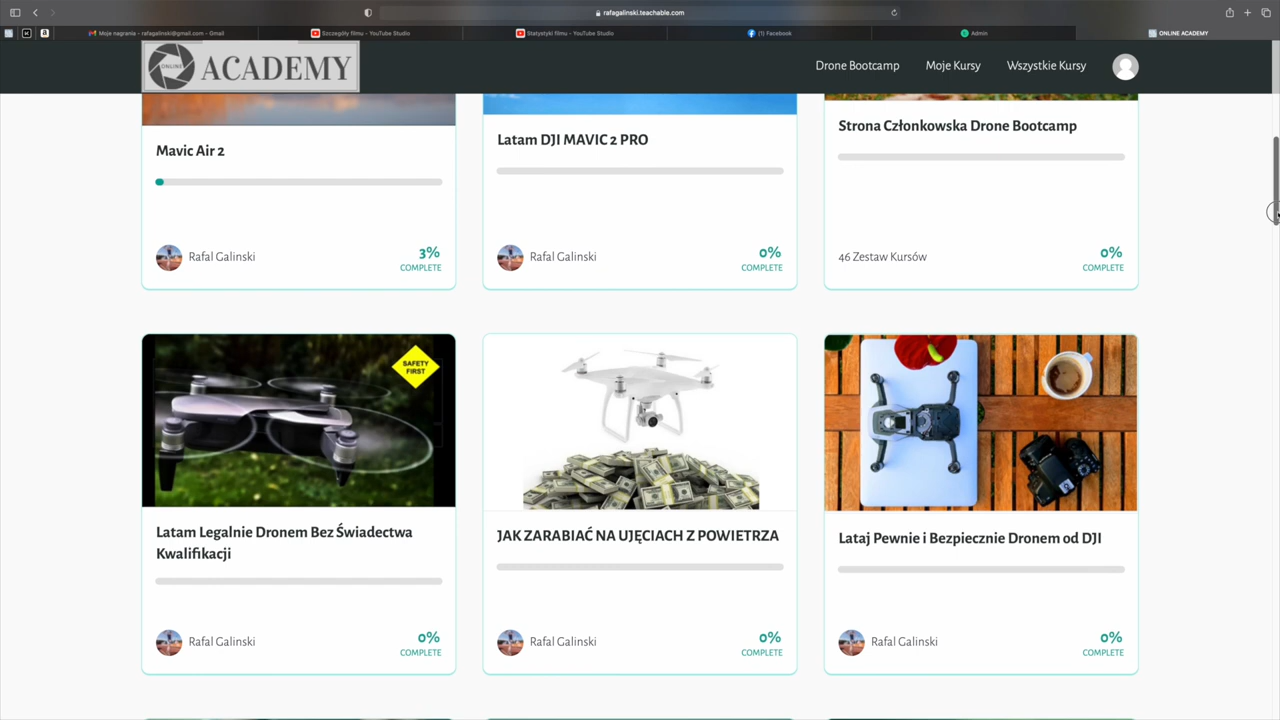 rafagalinski.teachable.com
Moje nagrania - rafagalinski@gmail.com - Gmail
Szczegóły filmu - YouTube Studio
Statystyki filmu - YouTube Studio
(1) Facebook
Admin
ONLINE ACADEMY
ONLINE ACADEMY
Drone Bootcamp
Moje Kursy
Wszystkie Kursy
Mavic Air 2
Latam DJI MAVIC 2 PRO
Strona Członkowska Drone Bootcamp
Rafal Galinski
3%
COMPLETE
Rafal Galinski
0%
COMPLETE
46 Zestaw Kursów
0%
COMPLETE
SAFETY
FIRST
Latam Legalnie Dronem Bez Świadectwa
Kwalifikacji
JAK ZARABIAĆ NA UJĘCIACH Z POWIETRZA
Lataj Pewnie i Bezpiecznie Dronem od DJI
Rafal Galinski
0%
COMPLETE
Rafal Galinski
0%
COMPLETE
Rafal Galinski
0%
COMPLETE